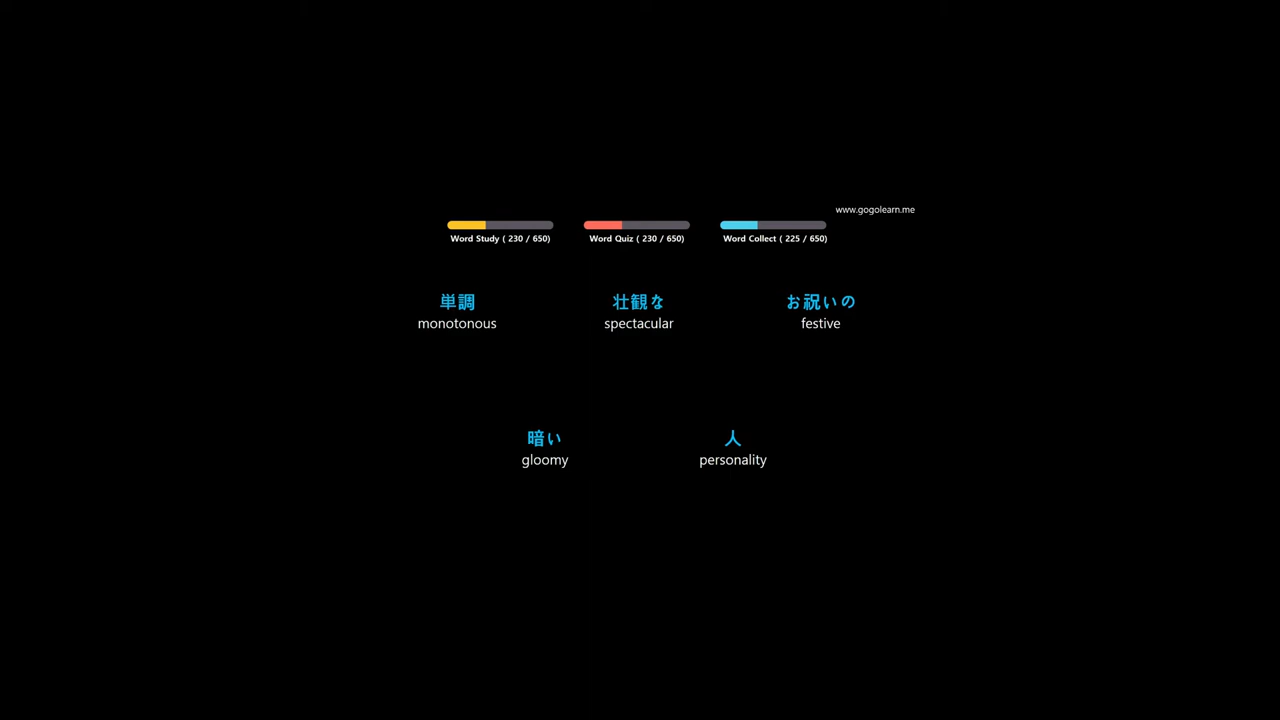 www.gogolearn.me
Word Study ( 230 / 650)
Word Quiz ( 230 / 650)
Word Collect ( 225 / 650)
単調
monotonous
壮観な
spectacular
お祝いの
festive
暗い
gloomy
人
personality